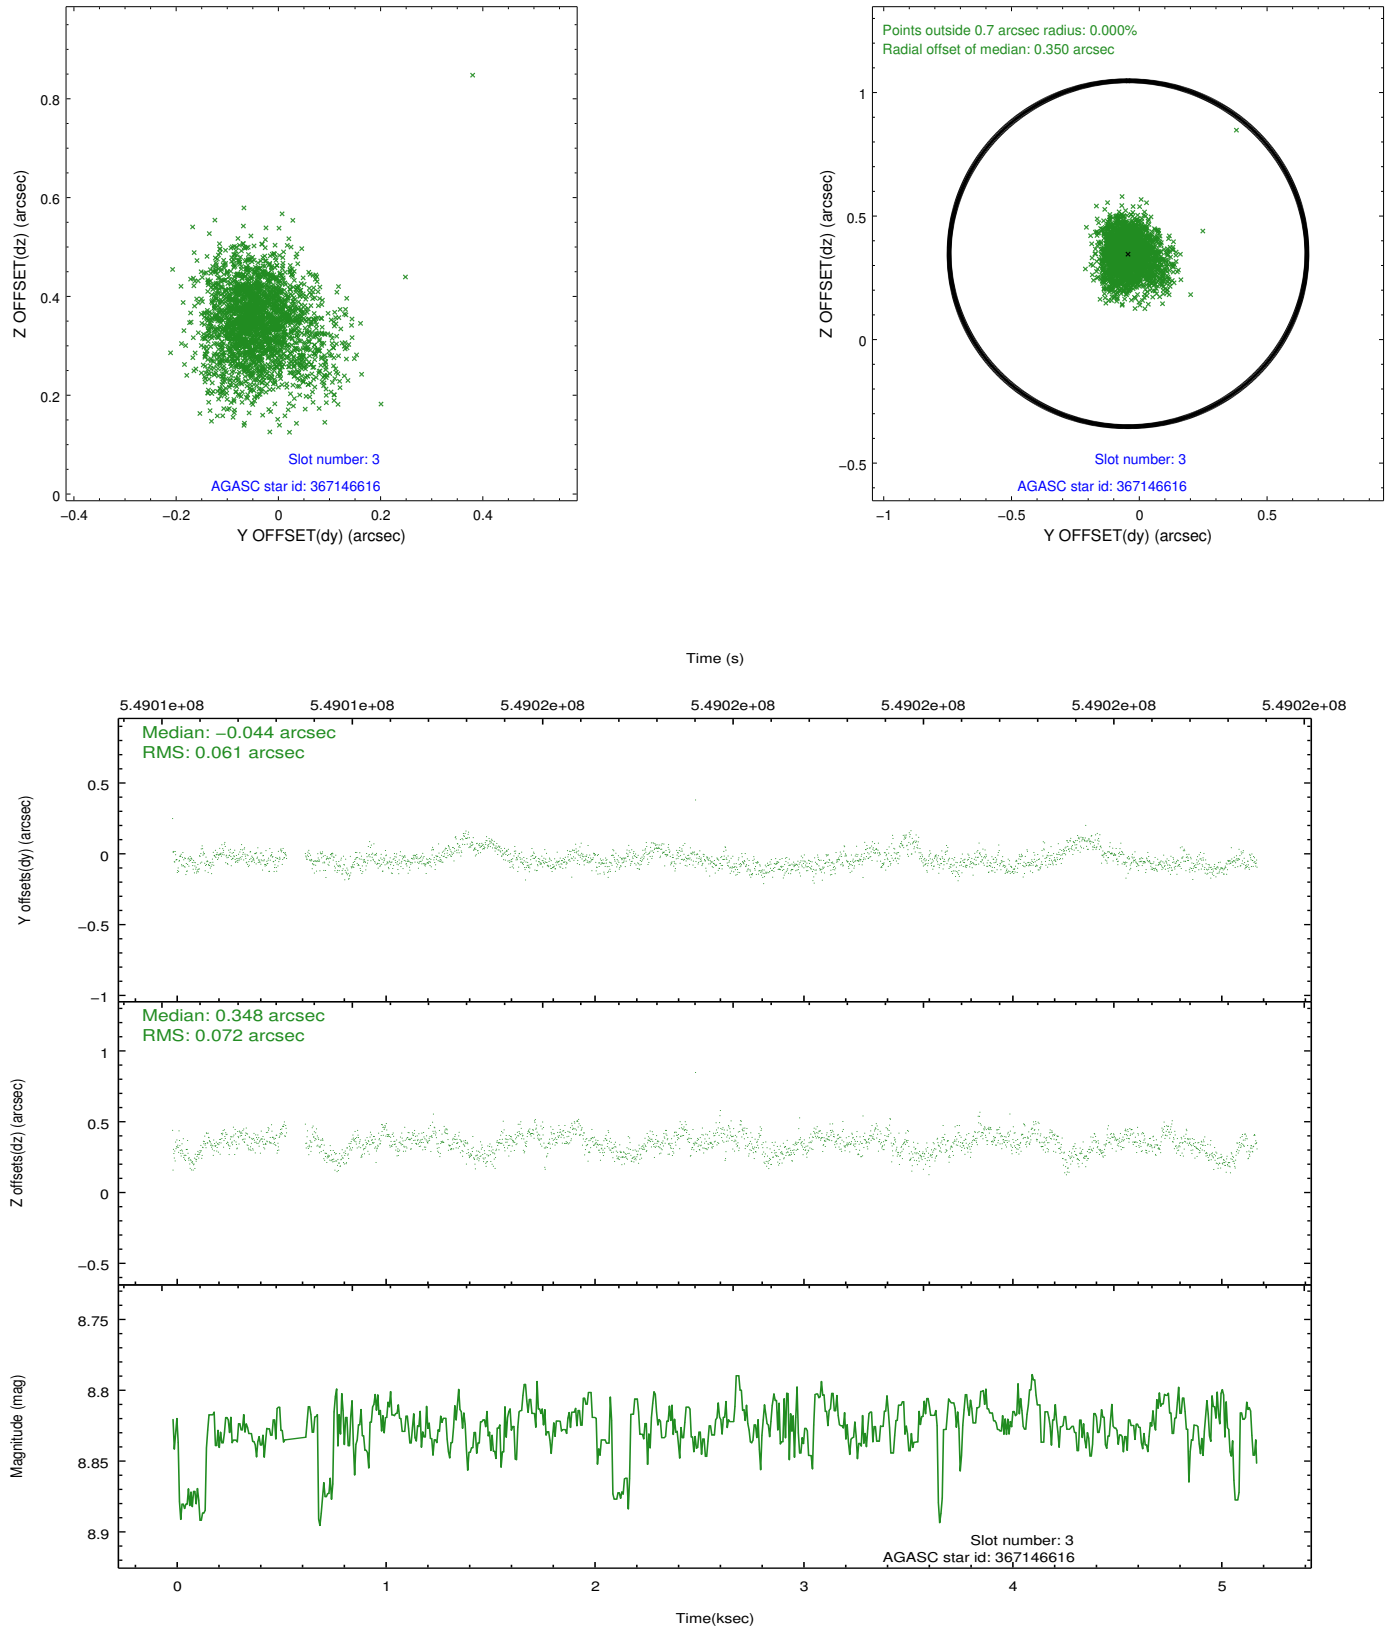 0.8
0.6
0.4
0.2
0
−0.4
−0.2
0
0.2
0.4
Z OFFSET(dz) (arcsec)
Y OFFSET(dy) (arcsec)
Slot number: 3
AGASC star id: 367146616
Points outside 0.7 arcsec radius: 0.000%
Radial offset of median: 0.350 arcsec
1
0.5
0
−0.5
−1
−0.5
0
0.5
Z OFFSET(dz) (arcsec)
Y OFFSET(dy) (arcsec)
Slot number: 3
AGASC star id: 367146616
Time (s)
5.4901e+08 5.4901e+08 5.4902e+08 5.4902e+08 5.4902e+08 5.4902e+08 5.4902e+08
Median: −0.044 arcsec
RMS: 0.061 arcsec
0.5
0
−0.5
−1
Y offsets(dy) (arcsec)
Median: 0.348 arcsec
RMS: 0.072 arcsec
1
0.5
0
−0.5
Z offsets(dz) (arcsec)
8.75
8.8
8.85
8.9
Magnitude (mag)
Slot number: 3
AGASC star id: 367146616
0 1 2 3 4 5
Time(ksec)